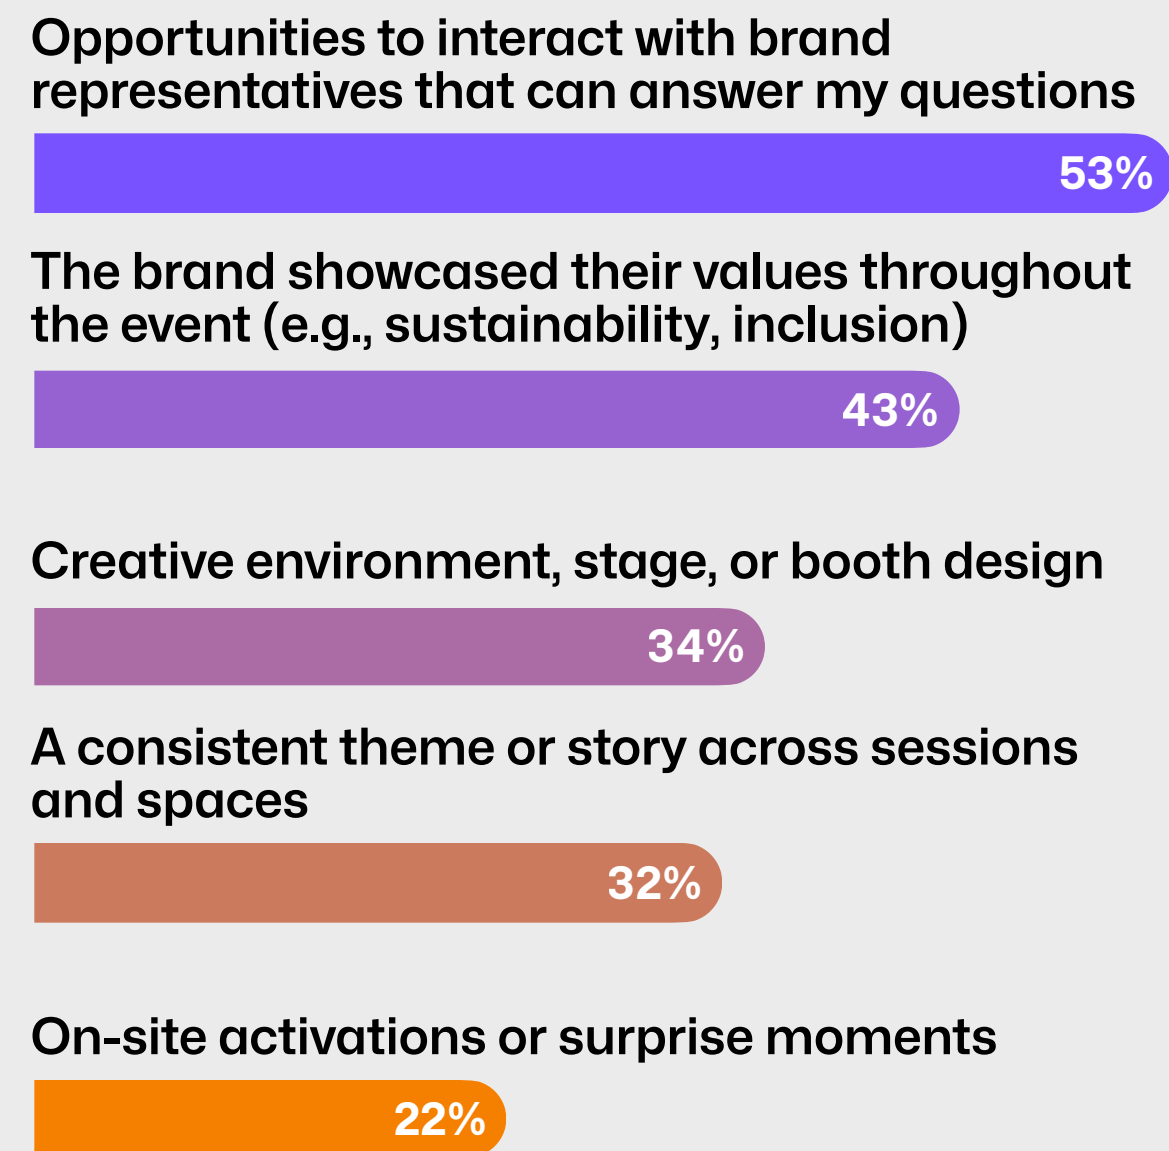 Opportunities to interact with brand
representatives that can answer my questions
53%
The brand showcased their values throughout
the event (e.g., sustainability, inclusion)
43%
Creative environment, stage, or booth design
34%
A consistent theme or story across sessions
and spaces
32%
On-site activations or surprise moments
22%